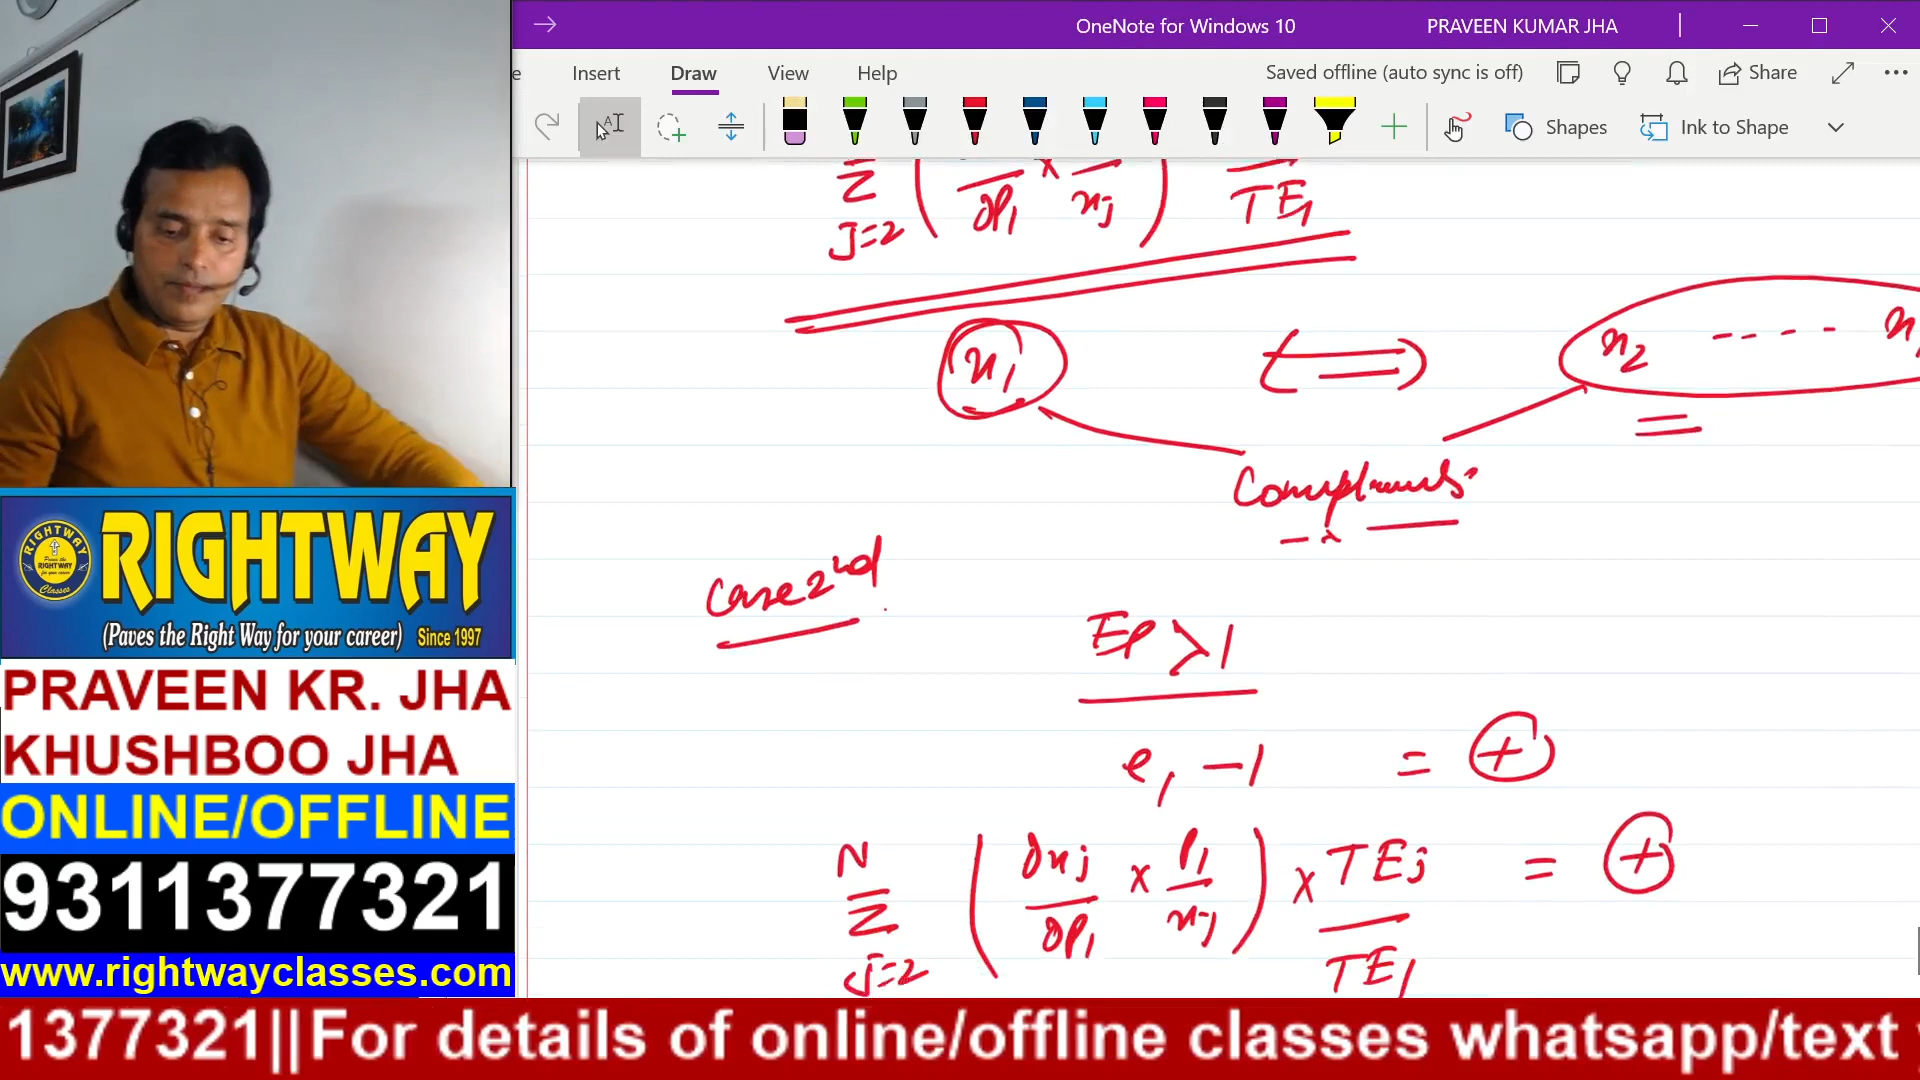 OneNote for Windows 10
PRAVEEN KUMAR JHA
Insert Draw View Help
Saved offline (auto sync is off)
Share
Shapes
Ink to Shape
Σ J=2 ( /∂P1 × /xj ) /TE1
x1
x2 - - - -
Compliments
Case 2nd
Ep > 1
e1 - 1 = +
N Σ J=2 ( ∂xj/∂P1 × P1/xj ) × TEj/TE1 = +
RIGHTWAY
(Paves the Right Way for your career) Since 1997
PRAVEEN KR. JHA
KHUSHBOO JHA
ONLINE/OFFLINE
9311377321
www.rightwayclasses.com
1377321||For details of online/offline classes whatsapp/text